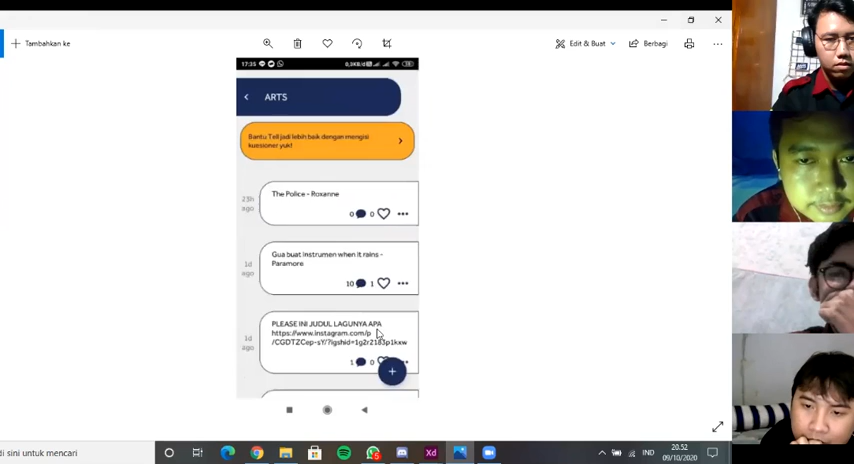 Tambahkan ke
Edit & Buat
Berbagi
17:35
ARTS
Bantu Tell jadi lebih baik dengan mengisi
kuesioner yuk!
23h
ago
The Police - Roxanne
0 0
1d
ago
Gua buat instrumen when it rains -
Paramore
10 1
1d
ago
PLEASE INI JUDUL LAGUNYA APA
https://www.instagram.com/p
/CGDTZCep-sY/?igshid=1g2r2183p1kxw
1 0
di sini untuk mencari
Xd
IND
20.52
09/10/2020